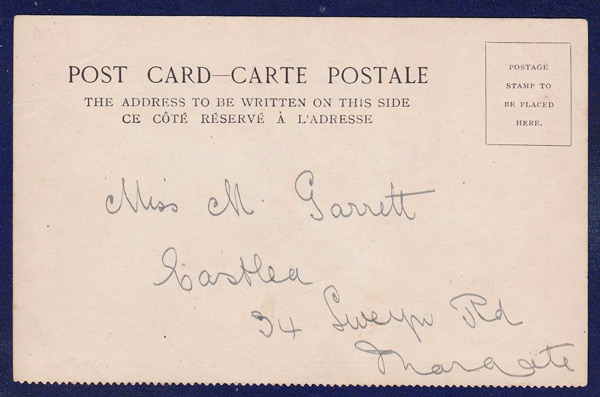 POST CARD—CARTE POSTALE
THE ADDRESS TO BE WRITTEN ON THIS SIDE
CE CÔTÉ RÉSERVÉ À L'ADRESSE
POSTAGE
STAMP TO
BE PLACED
HERE.
Miss M. Garrett
Eastlea
34 Sweyn Rd
Margate